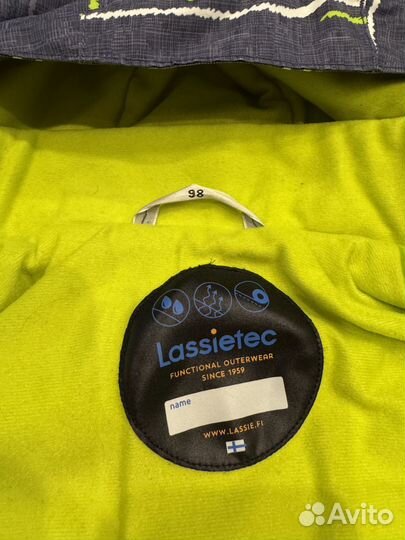 98
Lassietec
FUNCTIONAL OUTERWEAR
SINCE 1959
name
WWW.LASSIE.FI
Avito